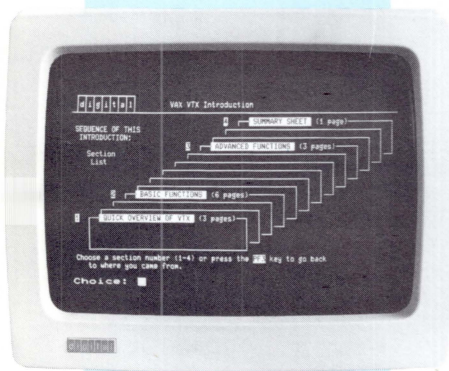 digital VAX VTX Introduction
4 SUMMARY SHEET (1 page)
SEQUENCE OF THIS
INTRODUCTION:
3 ADVANCED FUNCTIONS (3 pages)
Section
List
2 BASIC FUNCTIONS (6 pages)
1 QUICK OVERVIEW OF VTX (3 pages)
Choose a section number (1-4) or press the PF3 key to go back
to where you came from.
Choice:
digital